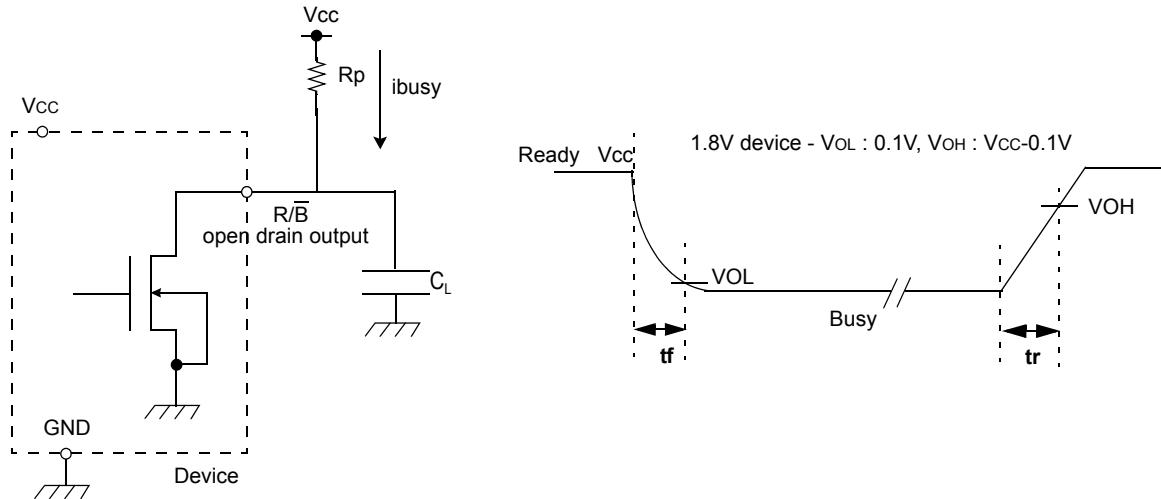 Vcc
Rp
ibusy
VCC
R/B̅
open drain output
CL
GND
Device
1.8V device - VOL : 0.1V, VOH : VCC-0.1V
Ready Vcc
VOH
VOL
Busy
tf
tr